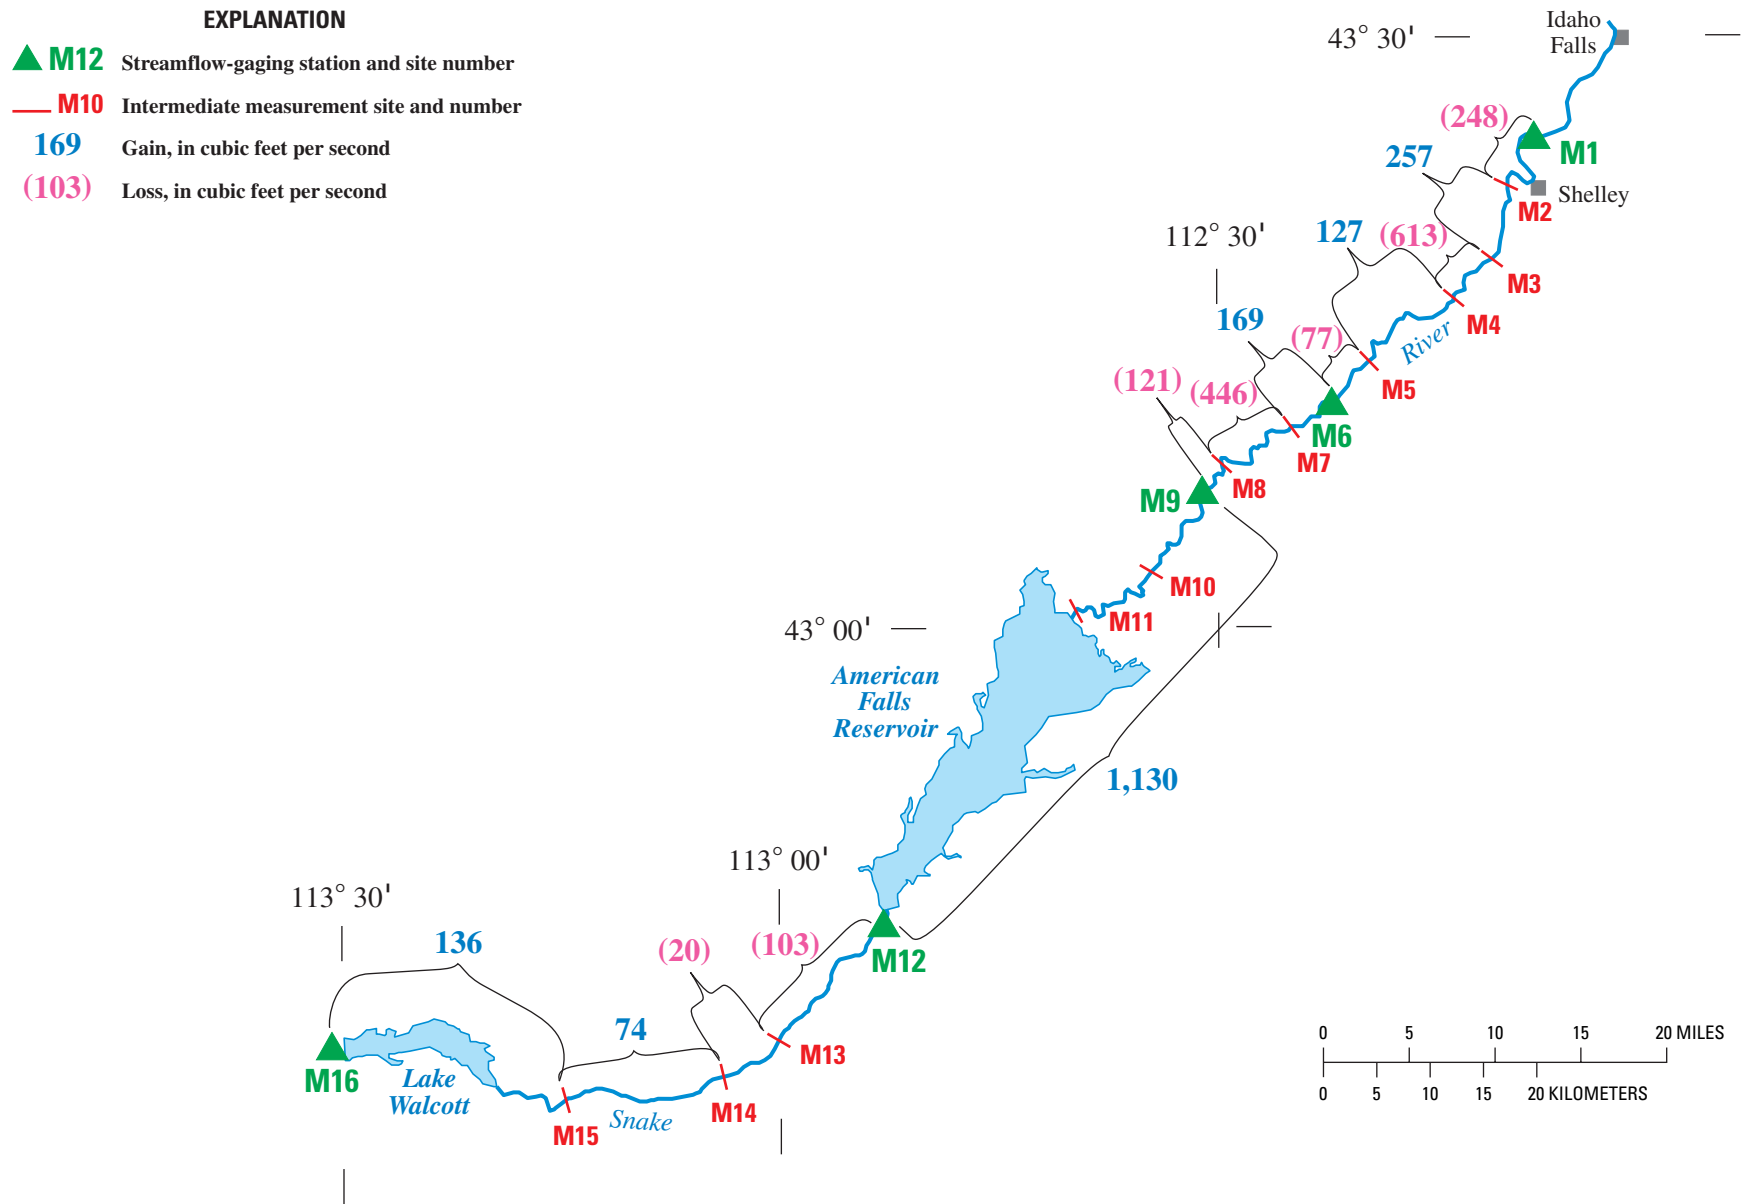 EXPLANATION
M12 Streamflow-gaging station and site number
M10 Intermediate measurement site and number
169 Gain, in cubic feet per second
(103) Loss, in cubic feet per second
Idaho
Falls
43° 30'
(248)
M1
257
Shelley
M2
112° 30'
127
(613)
M3
169
M4
River
(77)
M5
(121)
(446)
M6
M7
M8
M9
M10
M11
43° 00'
American
Falls
Reservoir
1,130
113° 00'
113° 30'
136
(20)
(103)
M12
74
M13
M16
Lake
Walcott
M14
Snake
M15
0 5 10 15 20 MILES
0 5 10 15 20 KILOMETERS